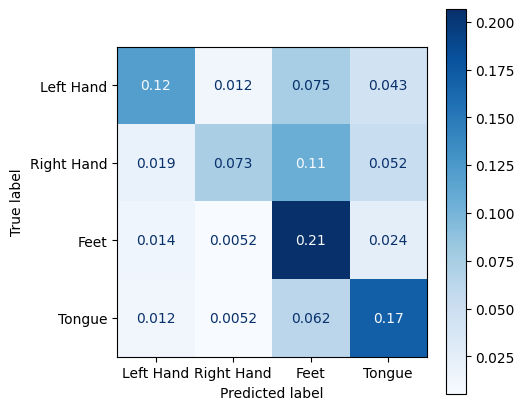 Left Hand 0.12 0.012 0.075 0.043
Right Hand 0.019 0.073 0.11 0.052
Feet 0.014 0.0052 0.21 0.024
Tongue 0.012 0.0052 0.062 0.17
Left Hand Right Hand Feet Tongue
Predicted label
True label
0.200
0.175
0.150
0.125
0.100
0.075
0.050
0.025